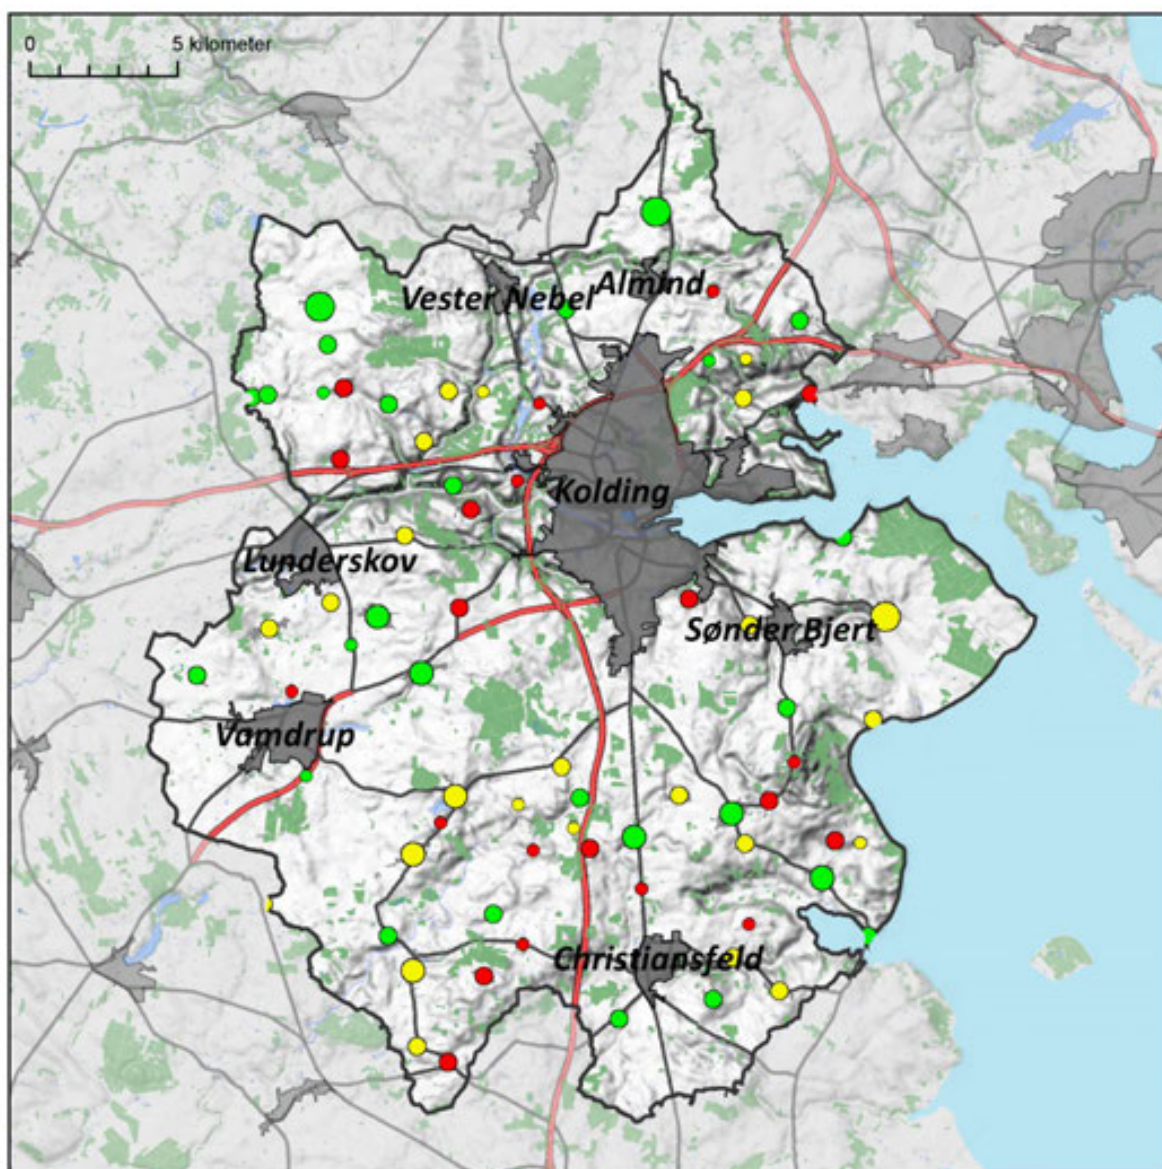 0 5 kilometer
Almind
Vester Nebel
Kolding
Lunderskov
Sønder Bjert
Vamdrup
Christiansfeld